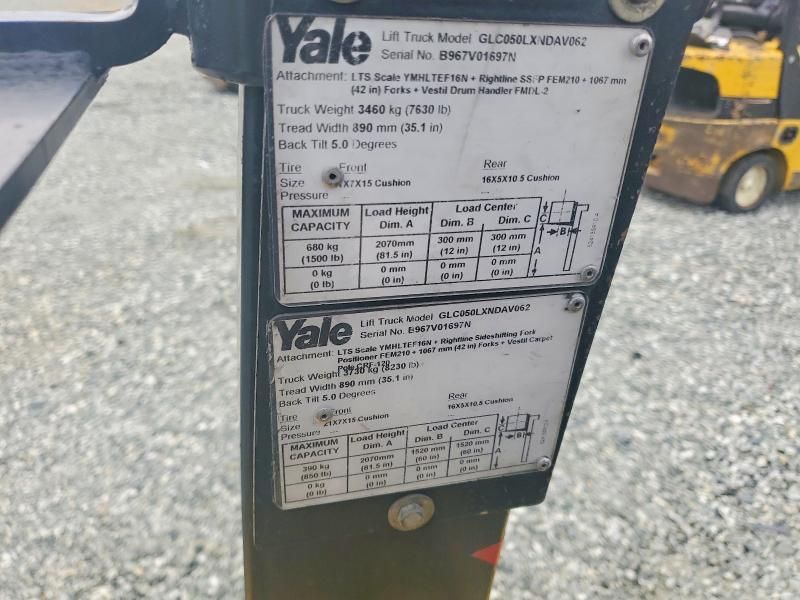 Yale
Lift Truck Model GLC050LXNDAV062
Serial No. B967V01697N
Attachment: LTS Scale YMHLTEF16N + Rightline SSFP FEM210 + 1067 mm
(42 in) Forks + Vestil Drum Handler FMDL-2
Truck Weight 3460 kg (7630 lb)
Tread Width 890 mm (35.1 in)
Back Tilt 5.0 Degrees
Tire Front Rear
Size X7X15 Cushion 16X5X10.5 Cushion
Pressure
MAXIMUM CAPACITY Load Height Dim. A Load Center Dim. B Dim. C
680 kg (1500 lb) 2070mm (81.5 in) 300 mm (12 in) 300 mm (12 in)
0 kg (0 lb) 0 mm (0 in) 0 mm (0 in) 0 mm (0 in)
C B A
Yale
Lift Truck Model GLC050LXNDAV062
Serial No. B967V01697N
Attachment: LTS Scale YMHLTEF16N + Rightline Sideshifting Fork
Positioner FEM210 + 1067 mm (42 in) Forks + Vestil Carpet
Pole CRF-120
Truck Weight 3730 kg (8230 lb)
Tread Width 890 mm (35.1 in)
Back Tilt 5.0 Degrees
Tire Front Rear
Size 21X7X15 Cushion 16X5X10.5 Cushion
Pressure
MAXIMUM CAPACITY Load Height Dim. A Load Center Dim. B Dim. C
390 kg (850 lb) 2070mm (81.5 in) 1520 mm (60 in) 1520 mm (60 in)
0 kg (0 lb) 0 mm (0 in) 0 mm (0 in) 0 mm (0 in)
C B A